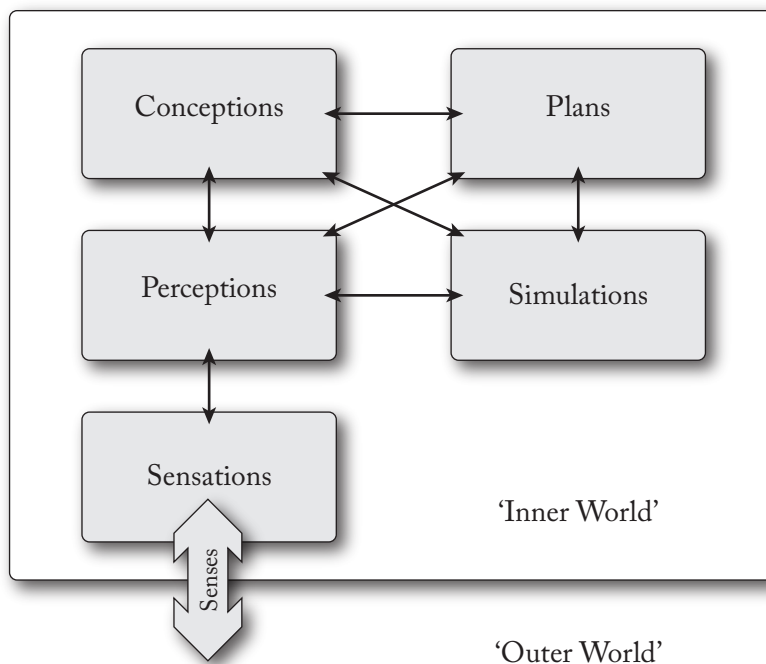 Conceptions
Plans
Perceptions
Simulations
Sensations
Senses
‘Inner World’
‘Outer World’